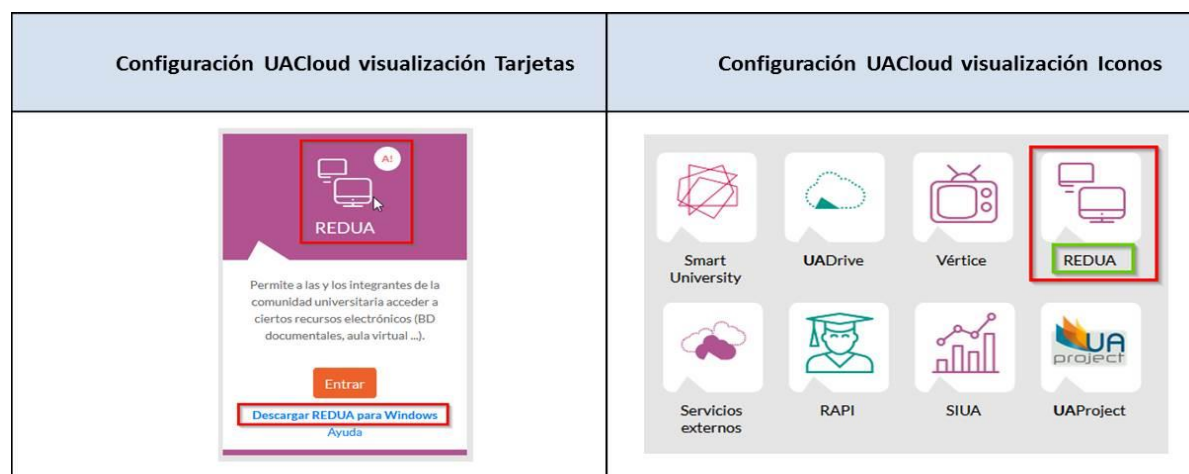 Configuración UACloud visualización Tarjetas
Configuración UACloud visualización Iconos
A!
REDUA
Permite a las y los integrantes de la
comunidad universitaria acceder a
ciertos recursos electrónicos (BD
documentales, aula virtual ...).
Entrar
Descargar REDUA para Windows
Ayuda
Smart
University
UADrive
Vértice
REDUA
UA
project
Servicios
externos
RAPI
SIUA
UAProject